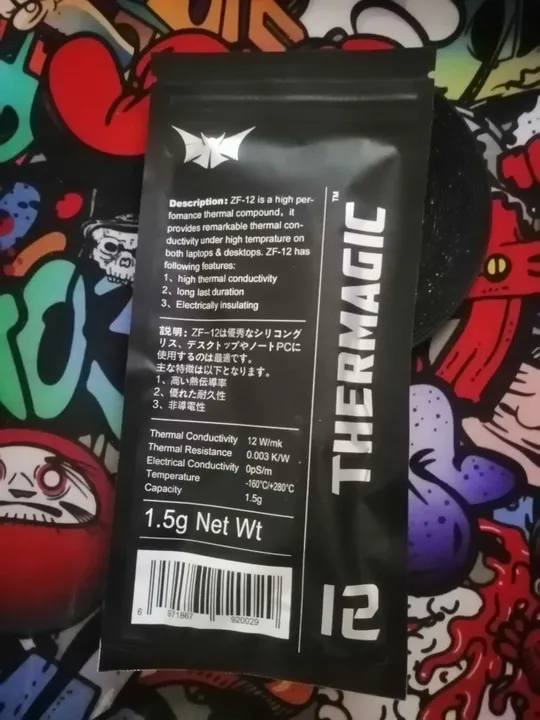 Description: ZF-12 is a high per-
fomance thermal compound, it
provides remarkable thermal con-
ductivity under high temprature on
both laptops & desktops. ZF-12 has
following features:
1、high thermal conductivity
2、long last duration
3、Electrically insulating
説明: ZF-12は優秀なシリコング
リス、デスクトップやノートPCに
使用するのは最適です。
主な特徴は以下となります。
1、高い熱伝導率
2、優れた耐久性
3、非導電性
Thermal Conductivity 12 W/mk
Thermal Resistance 0.003 K/W
Electrical Conductivity 0pS/m
Temperature -160°C/+280°C
Capacity 1.5g
1.5g Net Wt
6 971867 920029
THERMAGIC™
12